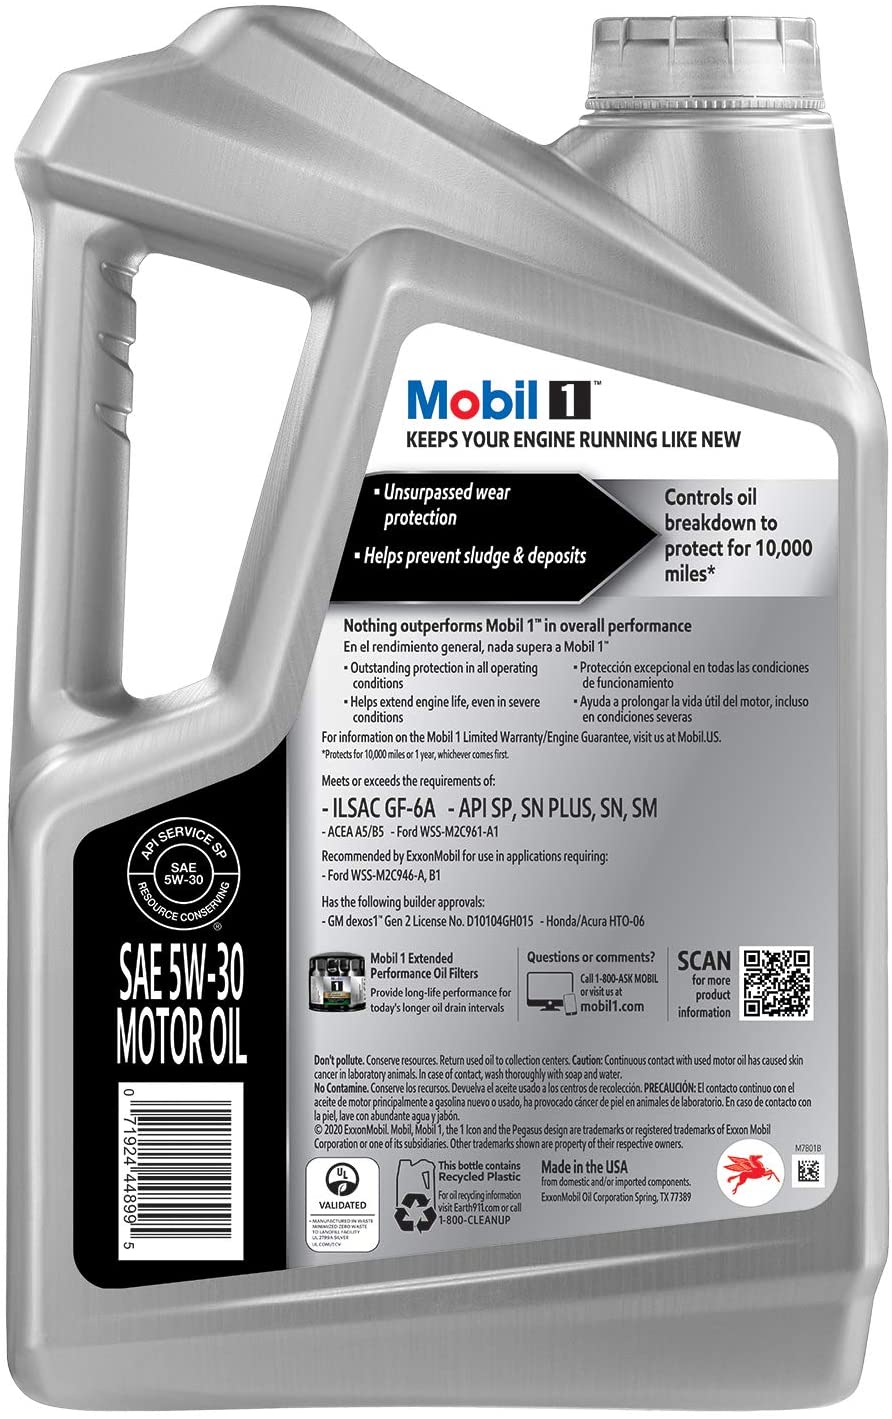 Mobil 1™
KEEPS YOUR ENGINE RUNNING LIKE NEW
▪ Unsurpassed wear
protection
▪ Helps prevent sludge & deposits
Controls oil
breakdown to
protect for 10,000
miles*
Nothing outperforms Mobil 1™ in overall performance
En el rendimiento general, nada supera a Mobil 1™
▪ Outstanding protection in all operating
conditions
▪ Helps extend engine life, even in severe
conditions
▪ Protección excepcional en todas las condiciones
de funcionamiento
▪ Ayuda a prolongar la vida útil del motor, incluso
en condiciones severas
For information on the Mobil 1 Limited Warranty/Engine Guarantee, visit us at Mobil.US.
*Protects for 10,000 miles or 1 year, whichever comes first.
Meets or exceeds the requirements of:
- ILSAC GF-6A - API SP, SN PLUS, SN, SM
- ACEA A5/B5 - Ford WSS-M2C961-A1
Recommended by ExxonMobil for use in applications requiring:
- Ford WSS-M2C946-A, B1
Has the following builder approvals:
- GM dexos1™ Gen 2 License No. D10104GH015 - Honda/Acura HTO-06
API SERVICE SP
SAE
5W-30
RESOURCE CONSERVING
®
SAE 5W-30
MOTOR OIL
Mobil 1 Extended
Performance Oil Filters
Provide long-life performance for
today's longer oil drain intervals
Questions or comments?
Call 1-800-ASK MOBIL
or visit us at
mobil1.com
SCAN
for more
product
information
Don't pollute. Conserve resources. Return used oil to collection centers. Caution: Continuous contact with used motor oil has caused skin
cancer in laboratory animals. In case of contact, wash thoroughly with soap and water.
No Contamine. Conserve los recursos. Devuelva el aceite usado a los centros de recolección. PRECAUCIÓN: El contacto continuo con el
aceite de motor principalmente a gasolina nuevo o usado, ha provocado cáncer de piel en animales de laboratorio. En caso de contacto con
la piel, lave con abundante agua y jabón.
© 2020 ExxonMobil. Mobil, Mobil 1, the 1 Icon and the Pegasus design are trademarks or registered trademarks of Exxon Mobil
Corporation or one of its subsidiaries. Other trademarks shown are property of their respective owners.
M7801B
0 71924 44899 5
UL
VALIDATED
• MANUFACTURED IN WASTE
MINIMIZED ZERO WASTE
TO LANDFILL FACILITY
UL 2799A SILVER
UL.COM/UTCV
This bottle contains
Recycled Plastic
For oil recycling information
visit Earth911.com or call
1-800-CLEANUP
Made in the USA
from domestic and/or imported components.
ExxonMobil Oil Corporation Spring, TX 77389